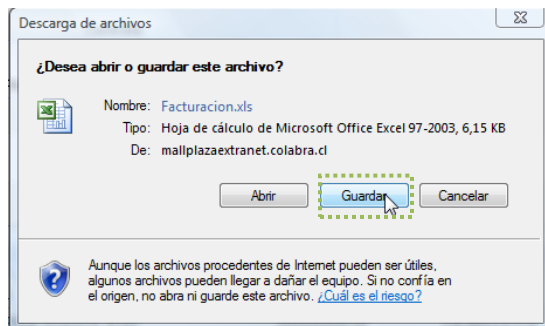 Descarga de archivos
¿Desea abrir o guardar este archivo?
Nombre: Facturacion.xls
Tipo: Hoja de cálculo de Microsoft Office Excel 97-2003, 6,15 KB
De: mallplazaextranet.colabra.cl
Abrir Guardar Cancelar
Aunque los archivos procedentes de Internet pueden ser útiles,
algunos archivos pueden llegar a dañar el equipo. Si no confía en
el origen, no abra ni guarde este archivo. ¿Cuál es el riesgo?